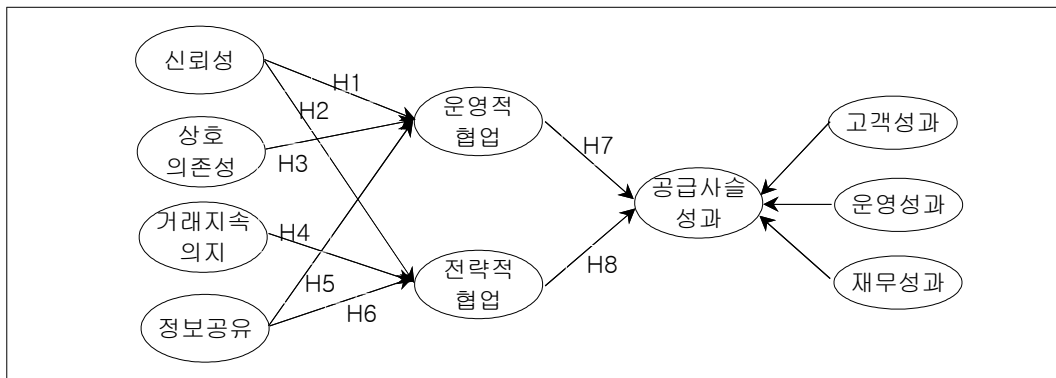 신뢰성
H1
H2
운영적
협업
상호
의존성
H3
H7
고객성과
공급사슬
성과
운영성과
거래지속
의지
H4
H5
전략적
협업
H8
재무성과
정보공유
H6